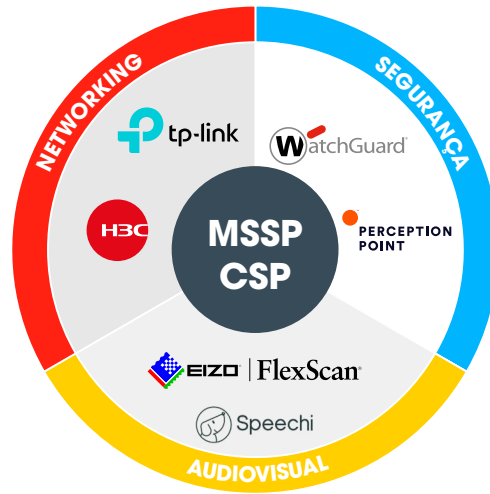 NETWORKING
SEGURANÇA
tp-link
WatchGuard
H3C
MSSP
CSP
PERCEPTION
POINT
EIZO | FlexScan
Speechi
AUDIOVISUAL